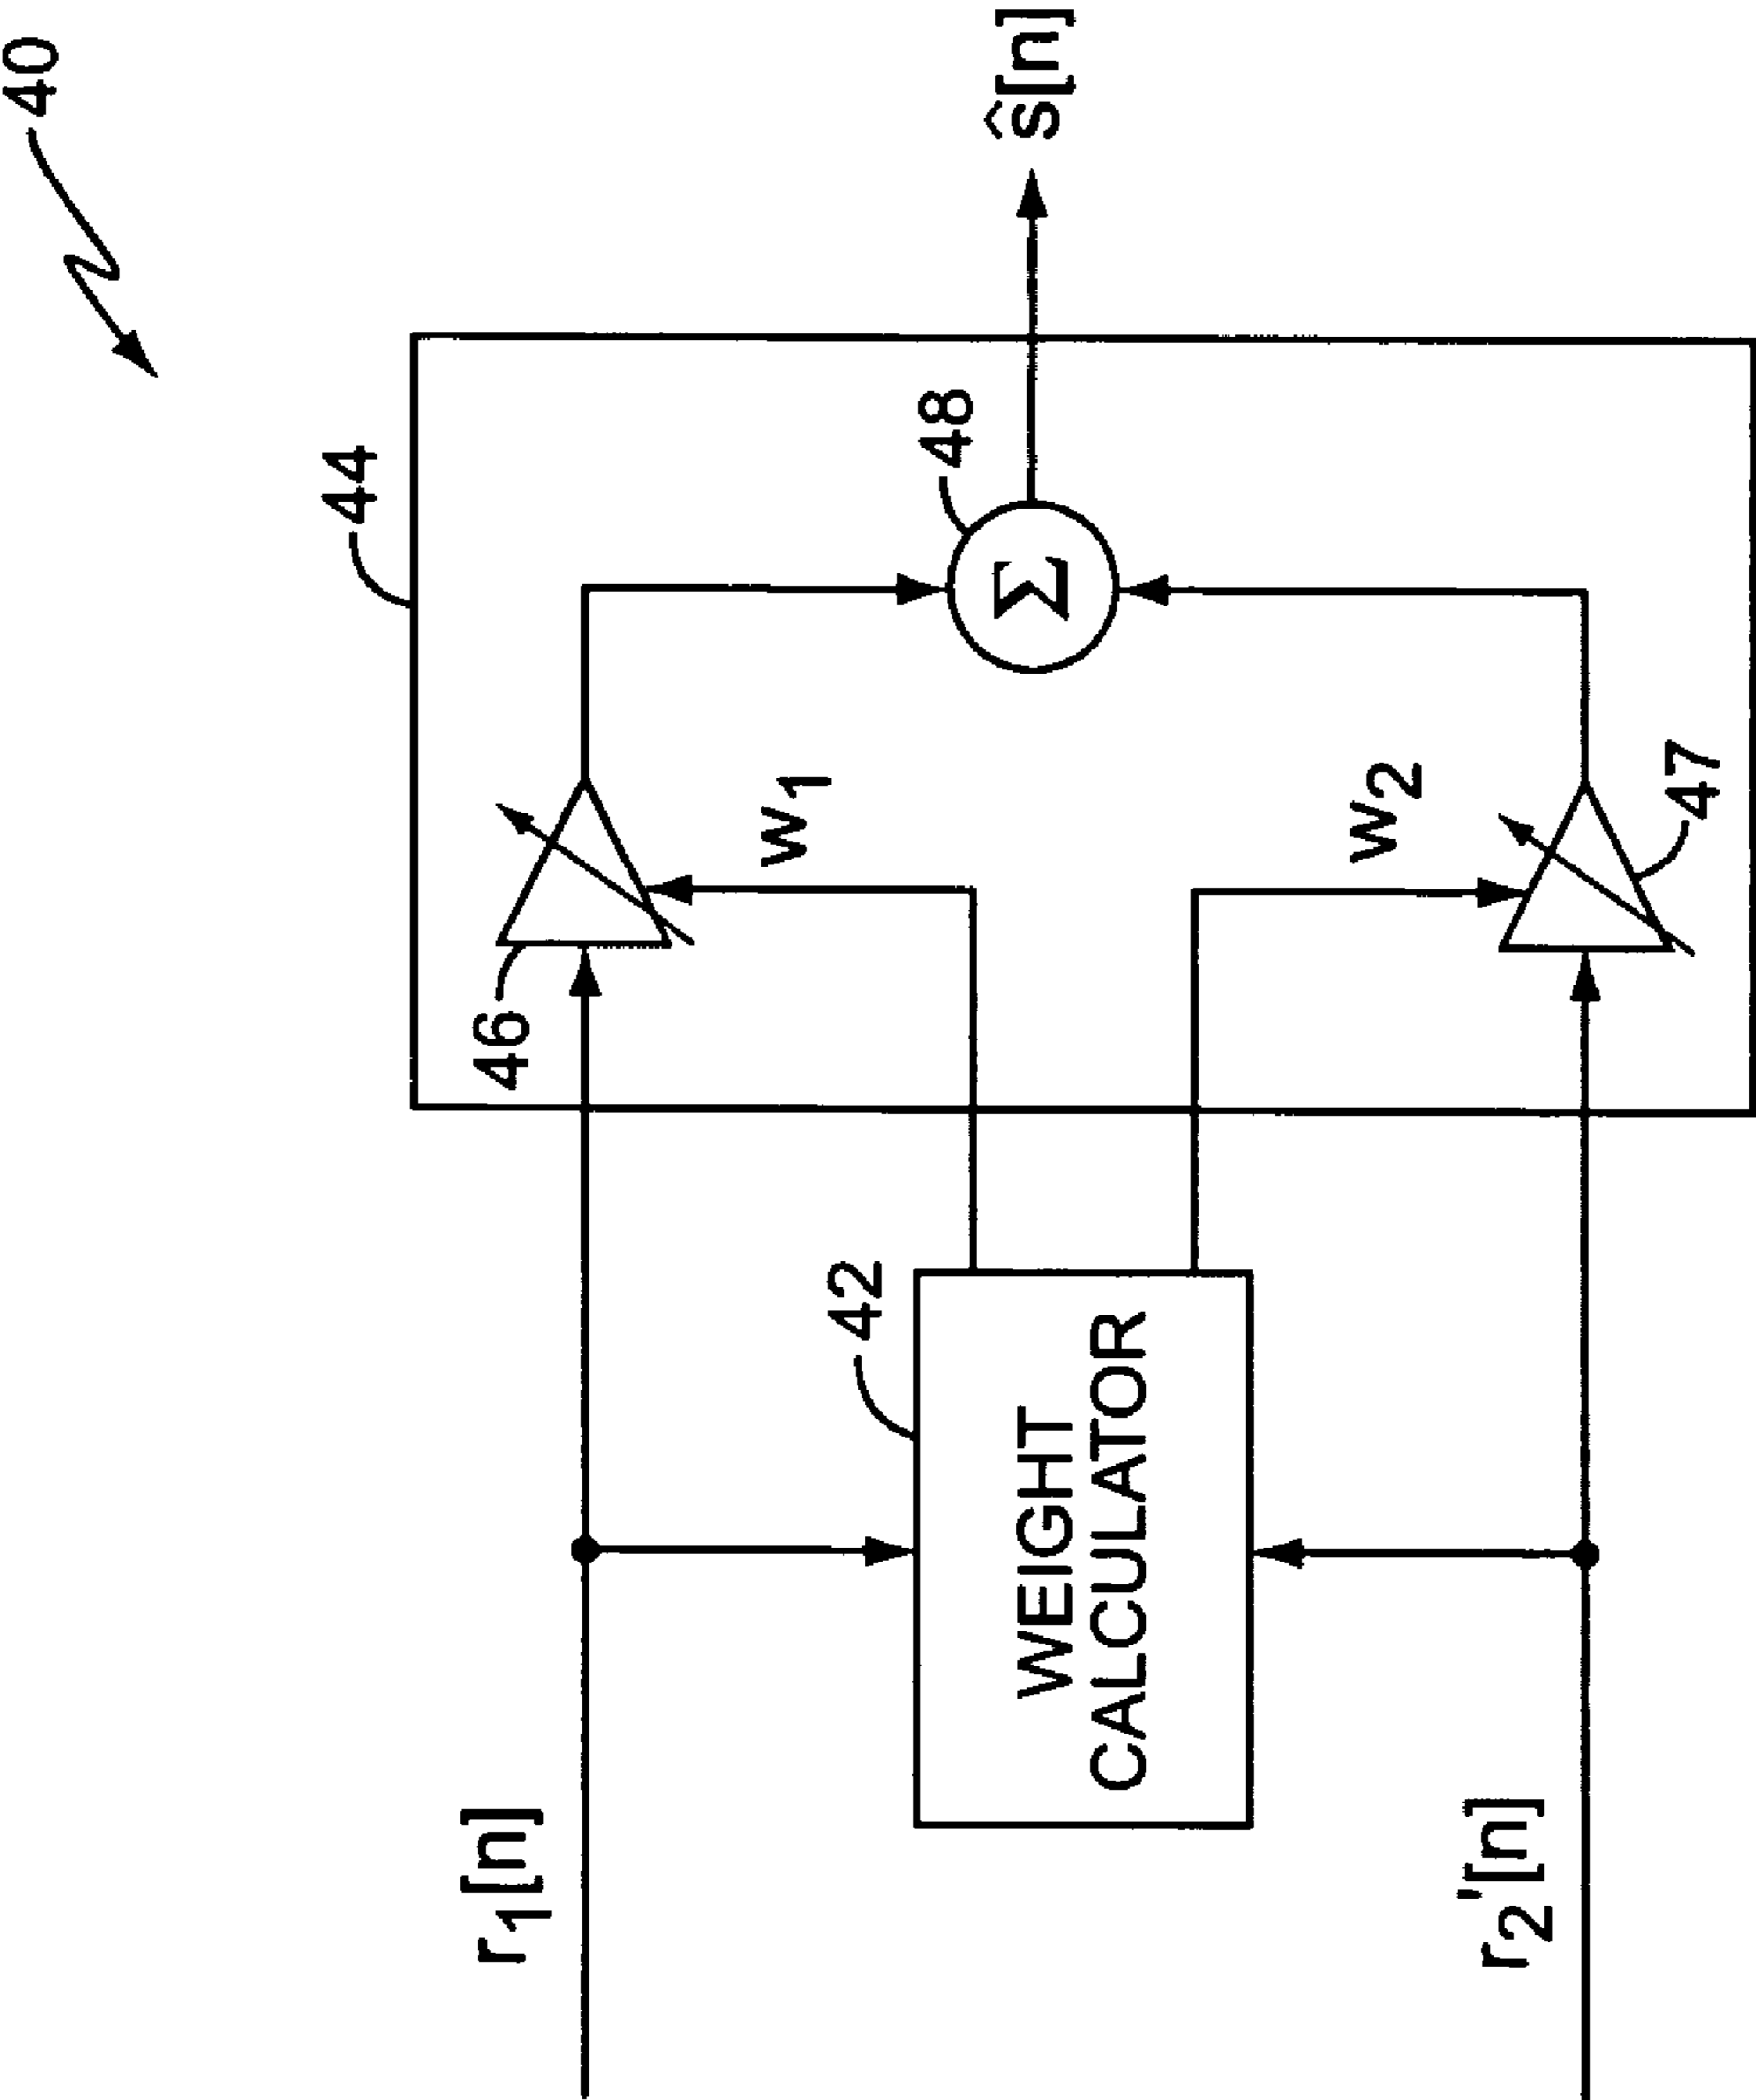 40
44
46
48
ŝ[n]
w₁
w₂
47
r₁[n]
42
WEIGHT
CALCULATOR
r₂'[n]